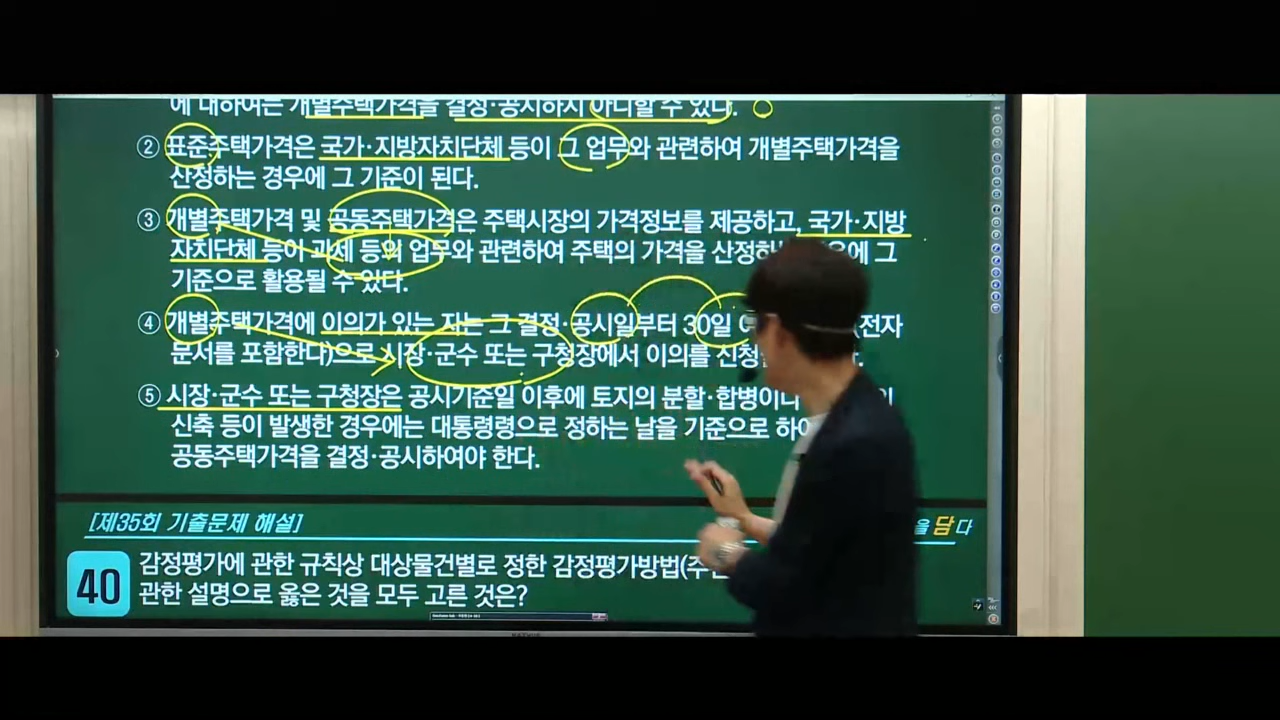 에 대하여는 개별주택가격을 결정·공시하지 아니할 수 있다.
② 표준주택가격은 국가·지방자치단체 등이 그 업무와 관련하여 개별주택가격을
산정하는 경우에 그 기준이 된다.
③ 개별주택가격 및 공동주택가격은 주택시장의 가격정보를 제공하고, 국가·지방
자치단체 등이 과세 등의 업무와 관련하여 주택의 가격을 산정하는 경우에 그
기준으로 활용될 수 있다.
④ 개별주택가격에 이의가 있는 자는 그 결정·공시일부터 30일 (전자
문서를 포함한다)으로 시장·군수 또는 구청장에서 이의를 신청
⑤ 시장·군수 또는 구청장은 공시기준일 이후에 토지의 분할·합병이나
신축 등이 발생한 경우에는 대통령령으로 정하는 날을 기준으로 하여
공동주택가격을 결정·공시하여야 한다.
[제35회 기출문제 해설]
을 담다
40 감정평가에 관한 규칙상 대상물건별로 정한 감정평가방법(주된
관한 설명으로 옳은 것을 모두 고른 것은?